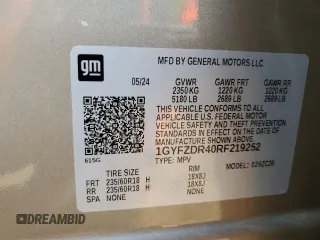 gm
MFD BY GENERAL MOTORS LLC
05/24 GVWR GAWR FRT GAWR RR
2350 KG 1220 KG 1220 KG
5180 LB 2689 LB 2689 LB
THIS VEHICLE CONFORMS TO ALL
APPLICABLE U.S. FEDERAL MOTOR
VEHICLE SAFETY AND THEFT PREVENTION
STANDARDS IN EFFECT ON THE DATE OF
MANUFACTURE SHOWN ABOVE.
1GYFZDR40RF219252
TYPE: MPV
615G
TIRE SIZE RIM
FRT 235/60R18 H 18X8J
RR 235/60R18 H 18X8J
SPA NONE NONE
AUTOBIDMASTER